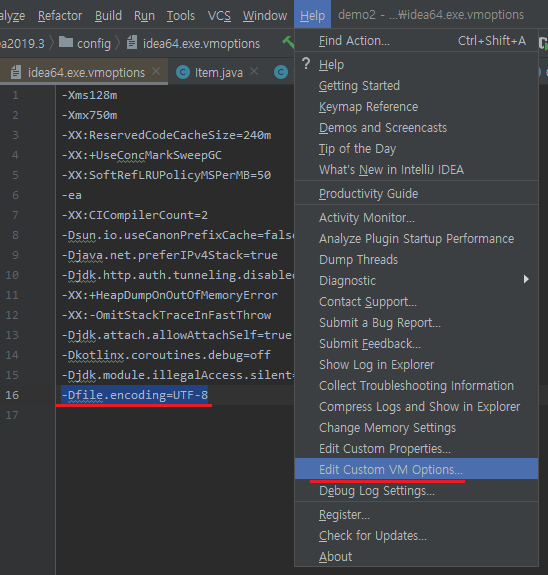 alyze Refactor Build Run Tools VCS Window Help demo2 - ...₩idea64.exe.vmoptions
ea2019.3 config idea64.exe.vmoptions
idea64.exe.vmoptions Item.java
1 -Xms128m
2 -Xmx750m
3 -XX:ReservedCodeCacheSize=240m
4 -XX:+UseConcMarkSweepGC
5 -XX:SoftRefLRUPolicyMSPerMB=50
6 -ea
7 -XX:CICompilerCount=2
8 -Dsun.io.useCanonPrefixCache=false
9 -Djava.net.preferIPv4Stack=true
10 -Djdk.http.auth.tunneling.disabled
11 -XX:+HeapDumpOnOutOfMemoryError
12 -XX:-OmitStackTraceInFastThrow
13 -Djdk.attach.allowAttachSelf=true
14 -Dkotlinx.coroutines.debug=off
15 -Djdk.module.illegalAccess.silent=
16 -Dfile.encoding=UTF-8
17
Find Action... Ctrl+Shift+A
? Help
Getting Started
Keymap Reference
Demos and Screencasts
Tip of the Day
What's New in IntelliJ IDEA
Productivity Guide
Activity Monitor...
Analyze Plugin Startup Performance
Dump Threads
Diagnostic
Contact Support...
Submit a Bug Report...
Submit Feedback...
Show Log in Explorer
Collect Troubleshooting Information
Compress Logs and Show in Explorer
Change Memory Settings
Edit Custom Properties...
Edit Custom VM Options...
Debug Log Settings...
Register...
Check for Updates...
About